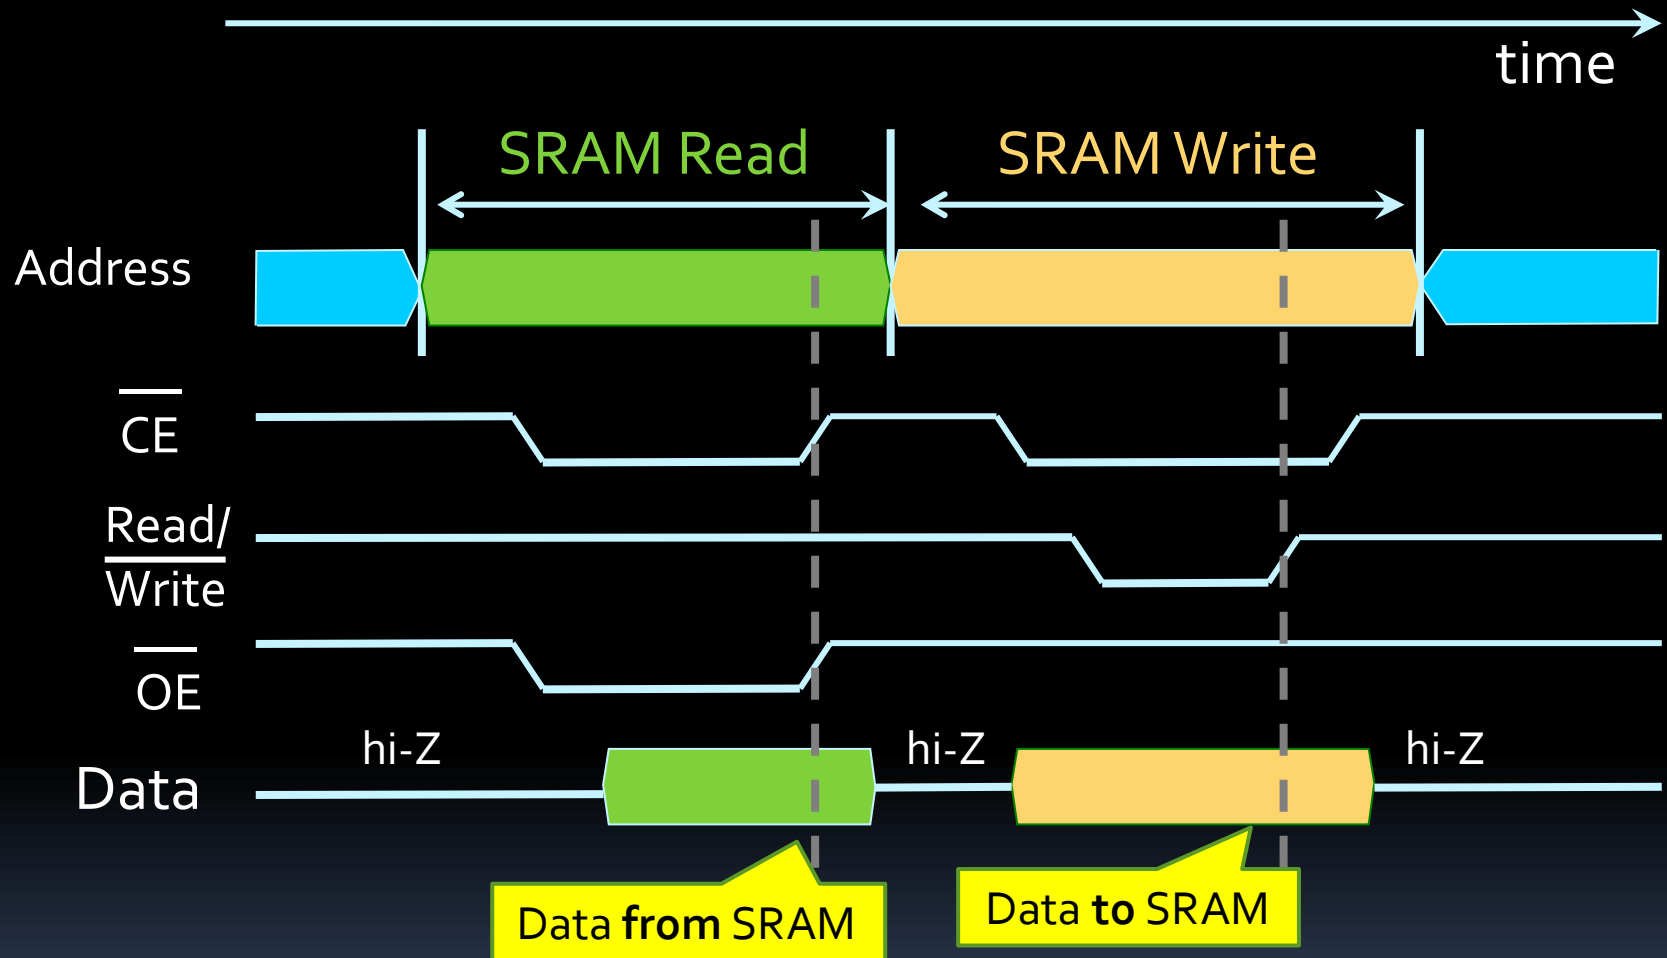 time
SRAM Read
SRAM Write
Address
CE
Read/
Write
OE
hi-Z
hi-Z
hi-Z
Data
Data from SRAM
Data to SRAM